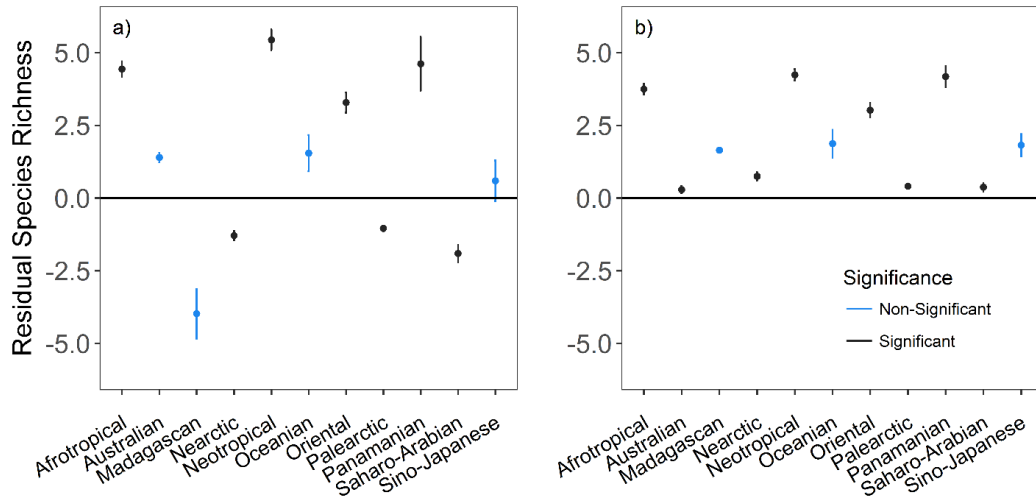 Residual Species Richness
a)
5.0
2.5
0.0
-2.5
-5.0
Afrotropical
Australian
Madagascan
Nearctic
Neotropical
Oceanian
Oriental
Palearctic
Panamanian
Saharo-Arabian
Sino-Japanese
b)
5.0
2.5
0.0
-2.5
-5.0
Significance
Non-Significant
Significant
Afrotropical
Australian
Madagascan
Nearctic
Neotropical
Oceanian
Oriental
Palearctic
Panamanian
Saharo-Arabian
Sino-Japanese